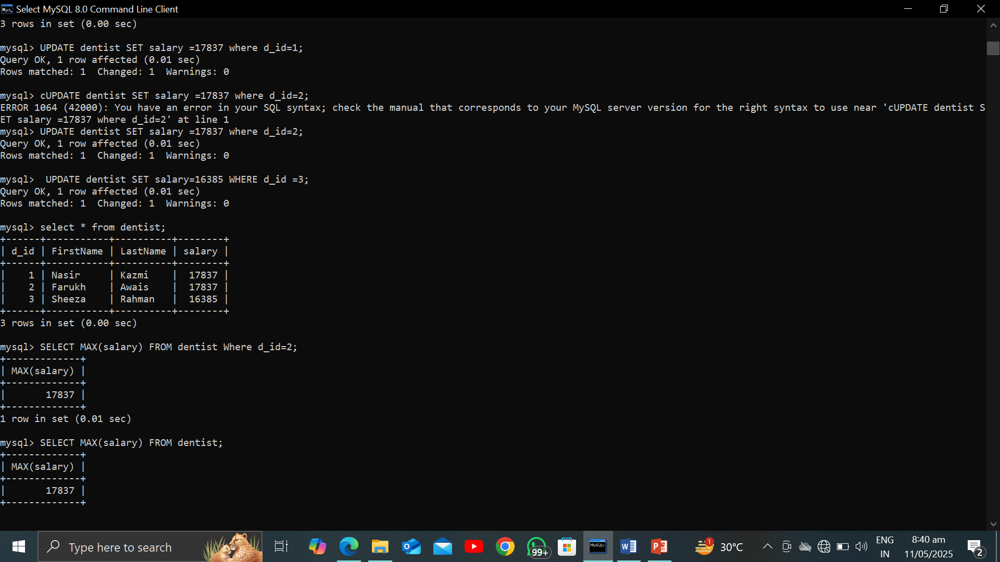 Select MySQL 8.0 Command Line Client
3 rows in set (0.00 sec)
mysql> UPDATE dentist SET salary =17837 where d_id=1;
Query OK, 1 row affected (0.01 sec)
Rows matched: 1  Changed: 1  Warnings: 0
mysql> cUPDATE dentist SET salary =17837 where d_id=2;
ERROR 1064 (42000): You have an error in your SQL syntax; check the manual that corresponds to your MySQL server version for the right syntax to use near 'cUPDATE dentist S
ET salary =17837 where d_id=2' at line 1
mysql> UPDATE dentist SET salary =17837 where d_id=2;
Query OK, 1 row affected (0.01 sec)
Rows matched: 1  Changed: 1  Warnings: 0
mysql>  UPDATE dentist SET salary=16385 WHERE d_id =3;
Query OK, 1 row affected (0.01 sec)
Rows matched: 1  Changed: 1  Warnings: 0
mysql> select * from dentist;
+------+-----------+----------+--------+
| d_id | FirstName | LastName | salary |
+------+-----------+----------+--------+
|    1 | Nasir     | Kazmi    |  17837 |
|    2 | Farukh    | Awais    |  17837 |
|    3 | Sheeza    | Rahman   |  16385 |
+------+-----------+----------+--------+
3 rows in set (0.00 sec)
mysql> SELECT MAX(salary) FROM dentist Where d_id=2;
+-------------+
| MAX(salary) |
+-------------+
|       17837 |
+-------------+
1 row in set (0.01 sec)
mysql> SELECT MAX(salary) FROM dentist;
+-------------+
| MAX(salary) |
+-------------+
|       17837 |
+-------------+
Type here to search
99+
MySQL
1
30°C
ENG
IN
8:40 am
11/05/2025
2